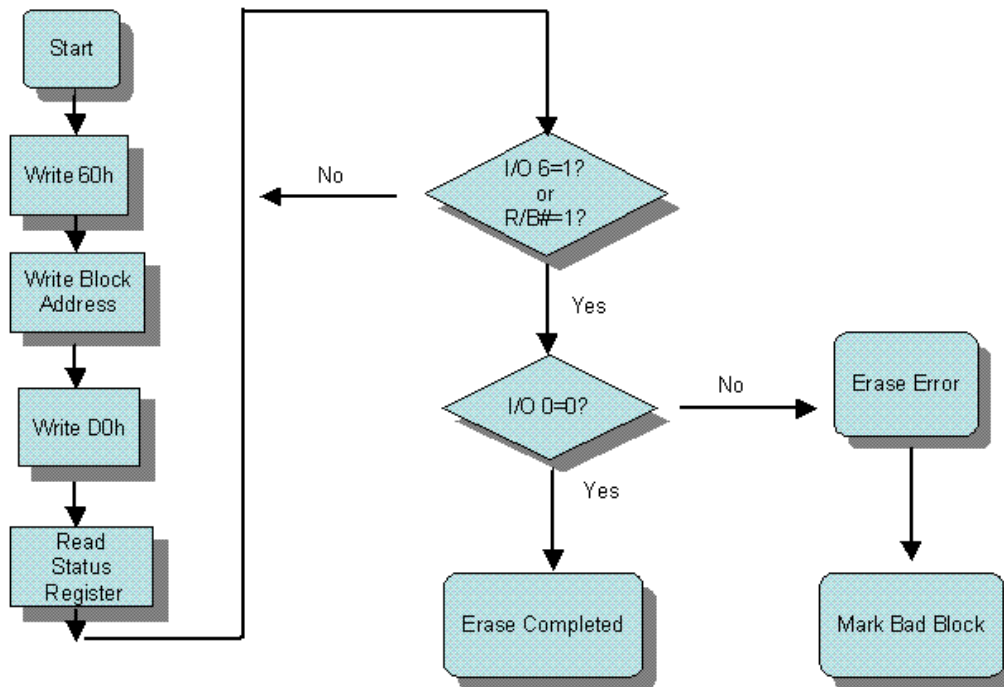 Start
Write 60h
Write Block
Address
Write D0h
Read
Status
Register
I/O 6=1?
or
R/B#=1?
No
Yes
I/O 0=0?
No
Yes
Erase Error
Erase Completed
Mark Bad Block